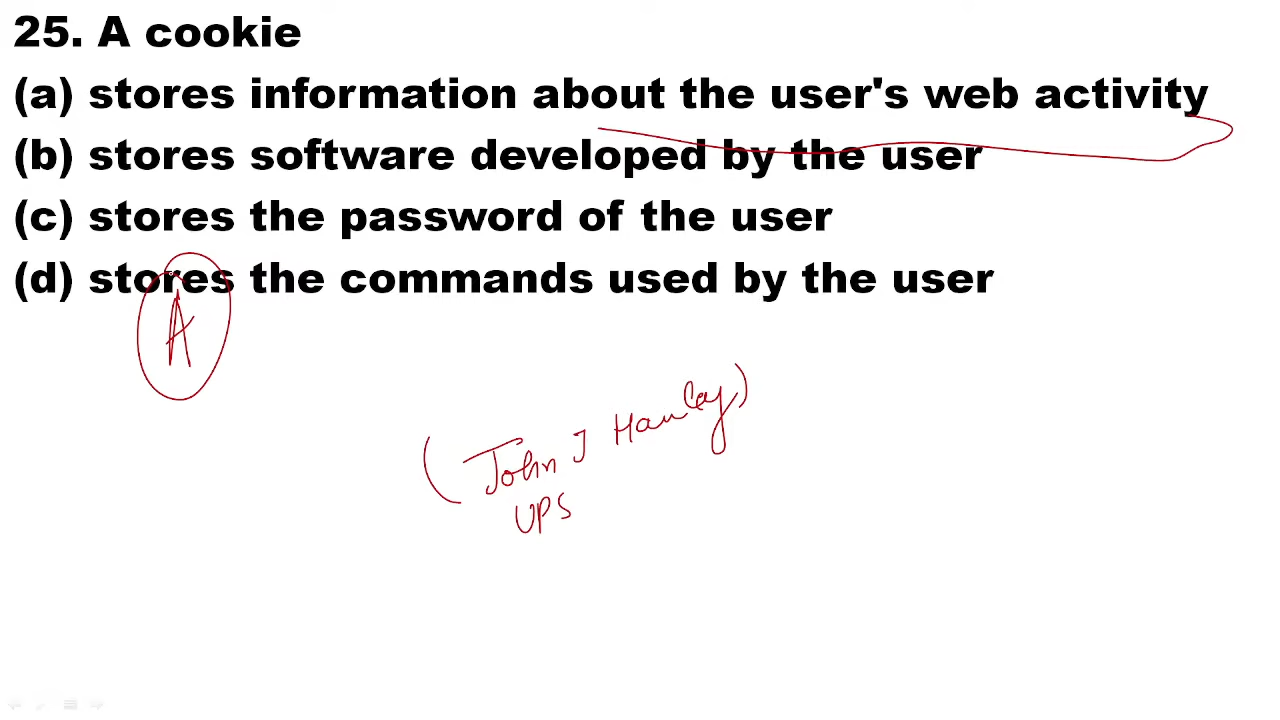 25. A cookie
(a) stores information about the user's web activity
(b) stores software developed by the user
(c) stores the password of the user
(d) stores the commands used by the user
A
(John J Hanley)
UPS